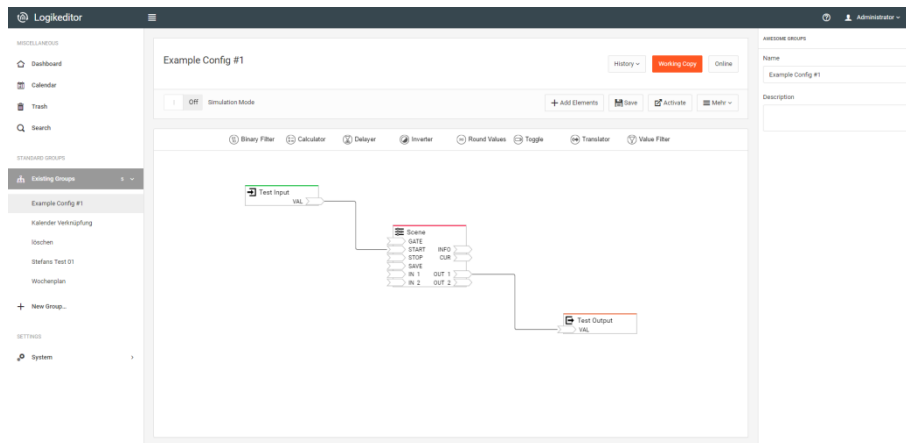 Logikeditor
Administrator
MISCELLANEOUS
Dashboard
Calendar
Trash
Search
STANDARD GROUPS
Existing Groups
Example Config #1
Kalender Verknüpfung
löschen
Stefans Test 01
Wochenplan
New Group...
SETTINGS
System
Example Config #1
History
Working Copy
Online
Off Simulation Mode
+ Add Elements Save Activate Mehr
Binary Filter Calculator Delayer Inverter Round Values Toggle Translator Value Filter
Test Input
VAL
Scene
GATE
START INFO
STOP CUR
SAVE
IN 1 OUT 1
IN 2 OUT 2
Test Output
VAL
AWESOME GROUPS
Name
Example Config #1
Description